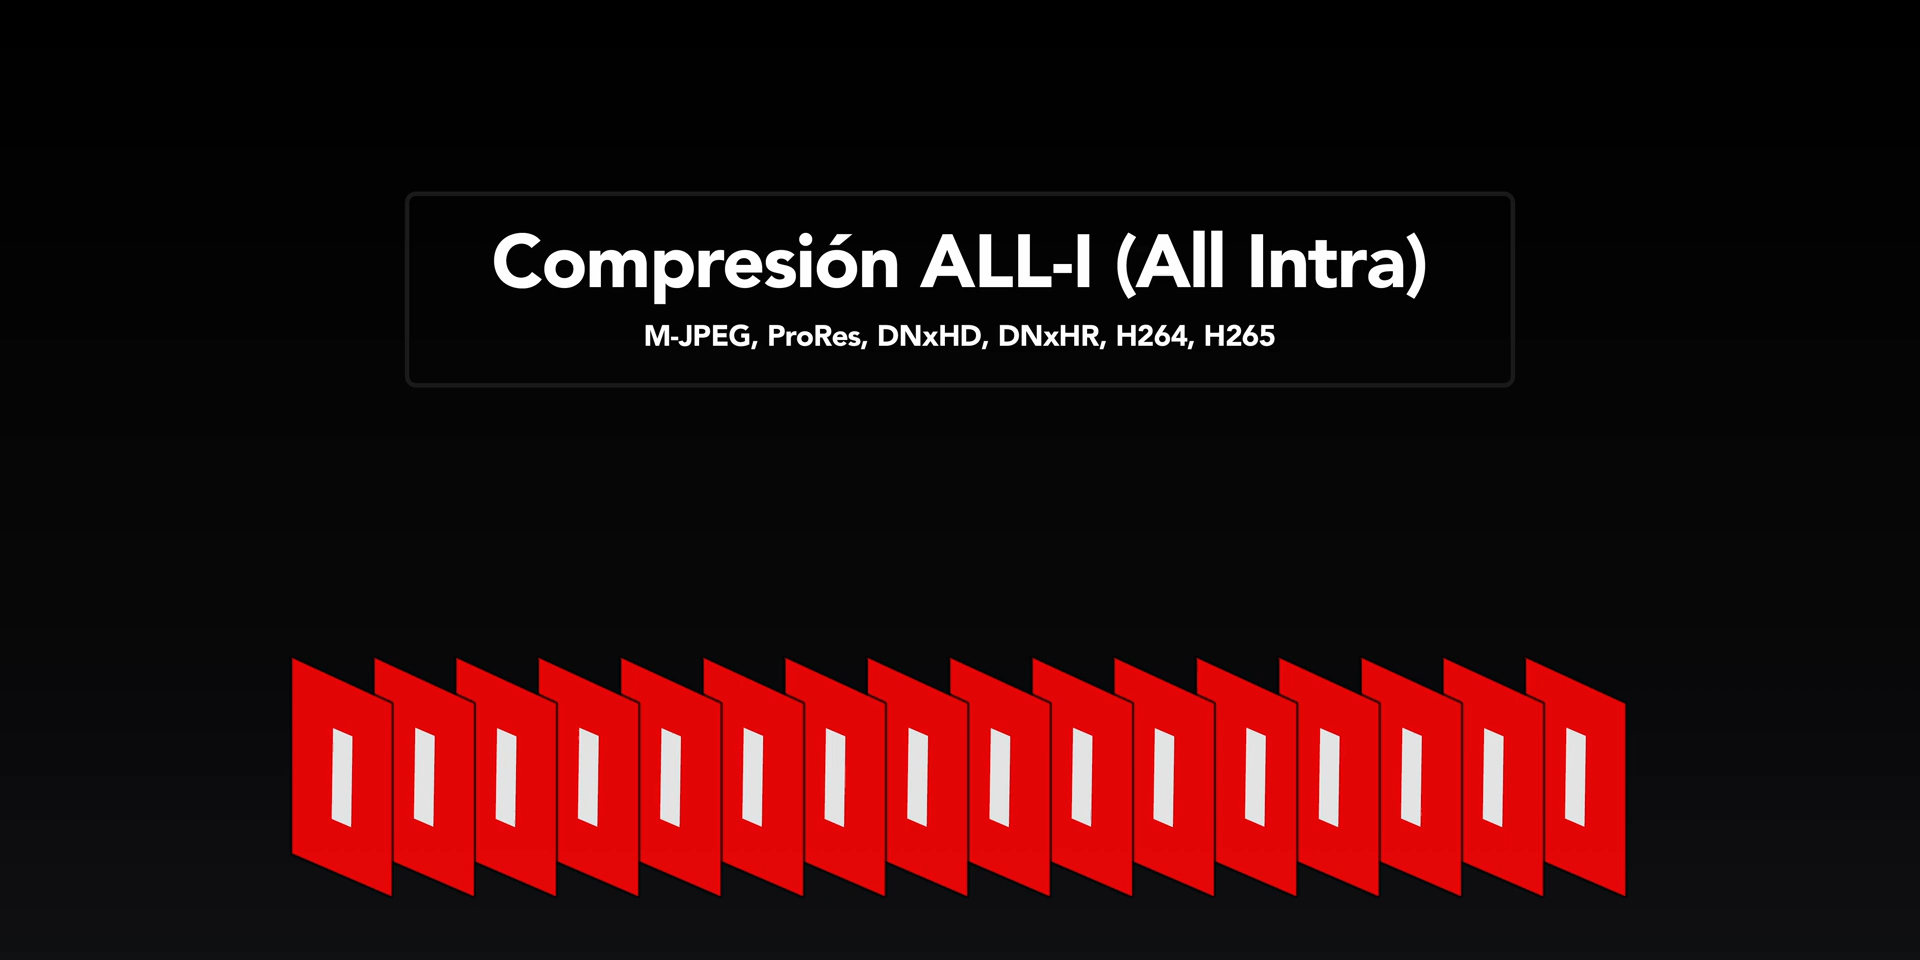 Compresión ALL-I (All Intra)
M-JPEG, ProRes, DNxHD, DNxHR, H264, H265
I I I I I I I I I I I I I I I I